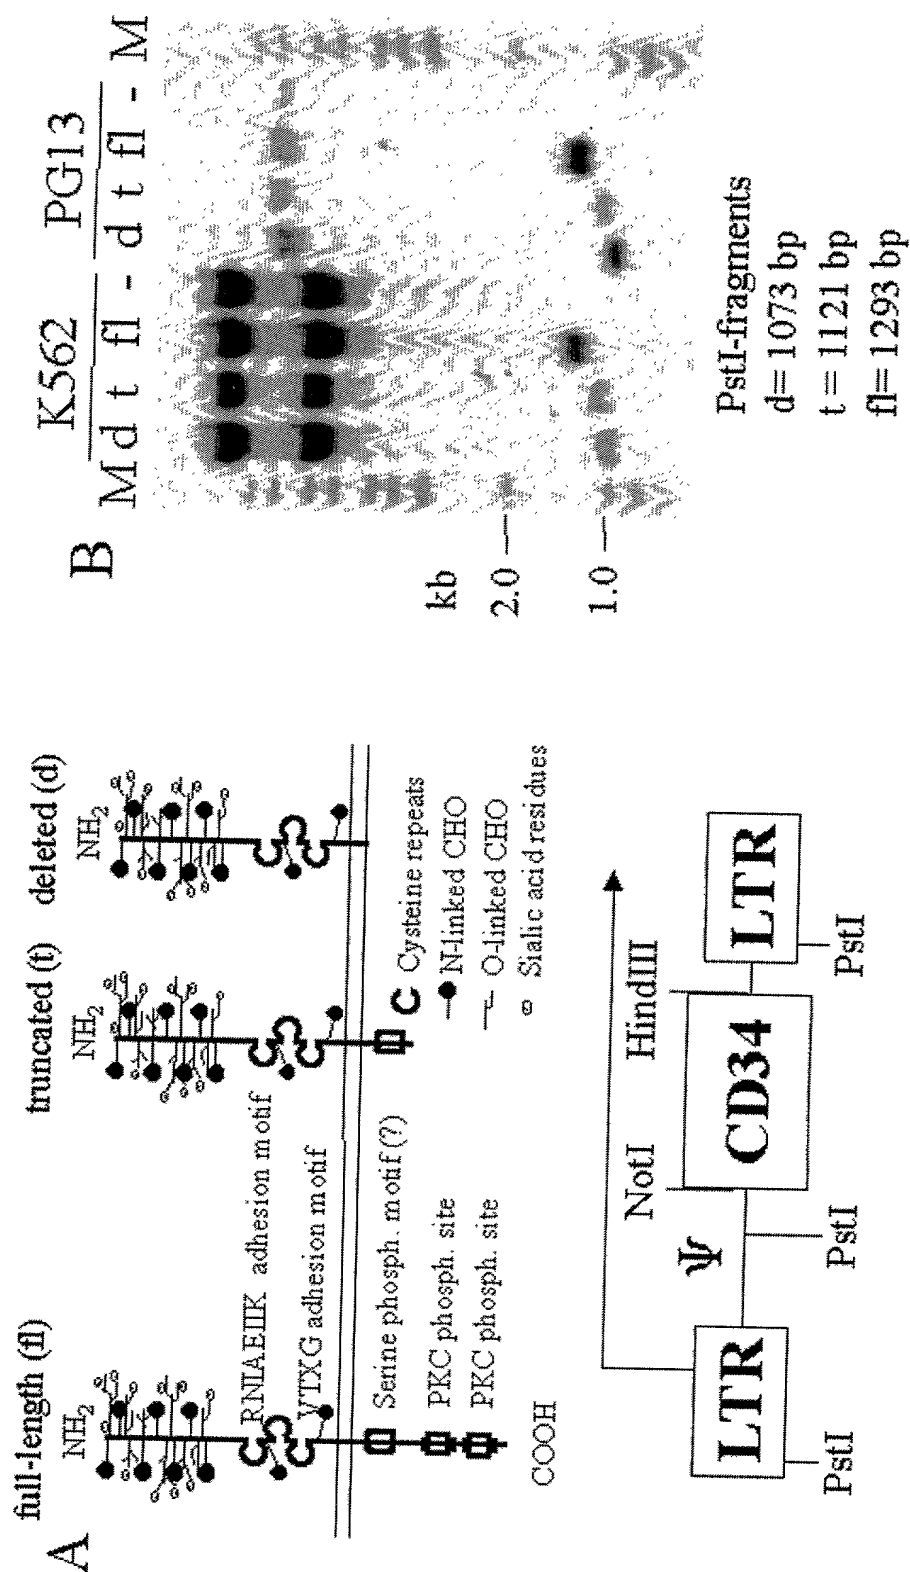 A
full-length (fl)
truncated (t)
deleted (d)
NH2
NH2
NH2
RNIAEIIK adhesion motif
VTXG adhesion motif
Serine phosph. motif(?)
PKC phosph. site
PKC phosph. site
COOH
C Cysteine repeats
N-linked CHO
O-linked CHO
Sialic acid residues
NotI
HindIII
LTR
Ψ
CD34
LTR
PstI
PstI
PstI
B
K562
PG13
M d t fl - d t fl - M
kb
2.0
1.0
PstI-fragments
d= 1073 bp
t = 1121 bp
fl= 1293 bp